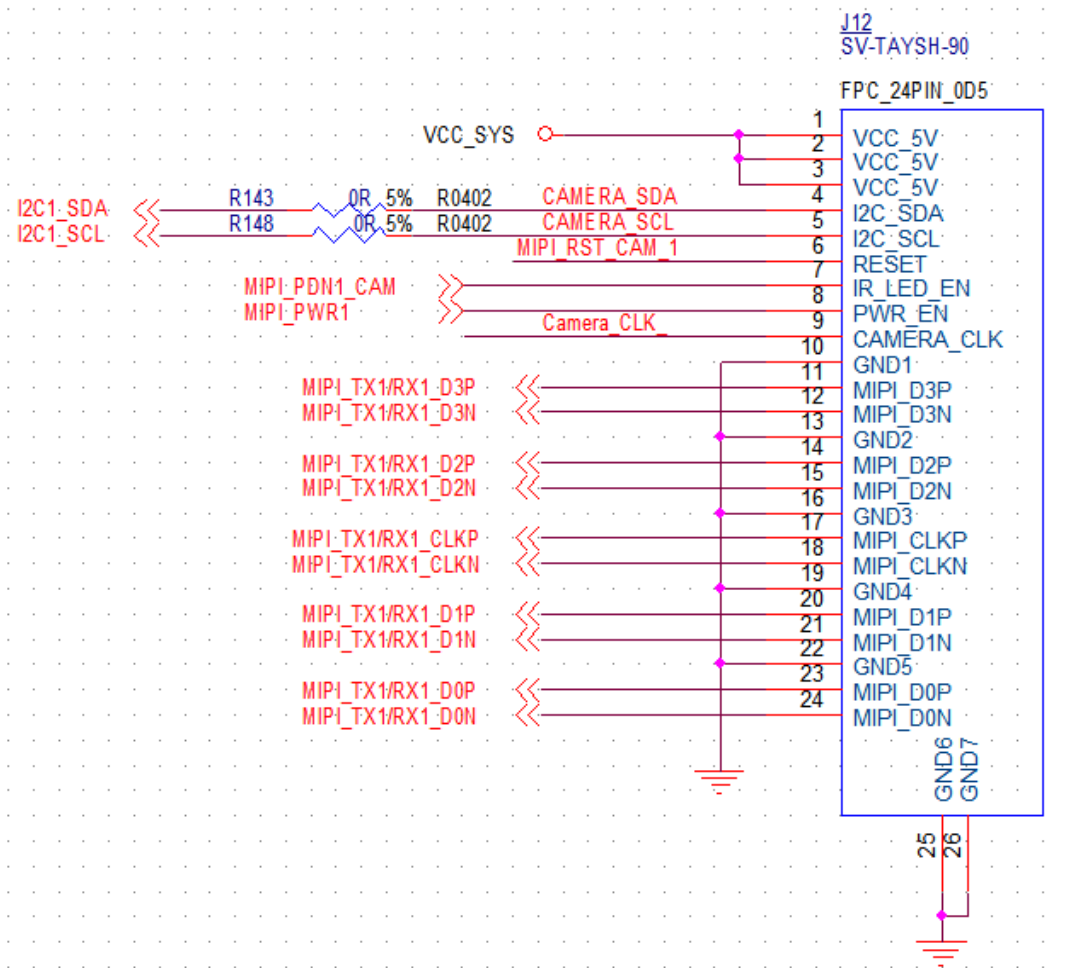 J12
SV-TAYSH-90
FPC_24PIN_0D5
VCC_SYS
1 VCC_5V
2 VCC_5V
3 VCC_5V
I2C1_SDA R143 0R 5% R0402 CAMERA_SDA 4 I2C_SDA
I2C1_SCL R148 0R 5% R0402 CAMERA_SCL 5 I2C_SCL
MIPI_RST_CAM_1 6 RESET
MIPI_PDN1_CAM 7 IR_LED_EN
MIPI_PWR1 8 PWR_EN
Camera_CLK_ 9 CAMERA_CLK
10 GND1
MIPI_TX1/RX1_D3P 11 MIPI_D3P
MIPI_TX1/RX1_D3N 12 MIPI_D3N
13 GND2
MIPI_TX1/RX1_D2P 14 MIPI_D2P
MIPI_TX1/RX1_D2N 15 MIPI_D2N
16 GND3
MIPI_TX1/RX1_CLKP 17 MIPI_CLKP
MIPI_TX1/RX1_CLKN 18 MIPI_CLKN
19 GND4
MIPI_TX1/RX1_D1P 20 MIPI_D1P
MIPI_TX1/RX1_D1N 21 MIPI_D1N
22 GND5
MIPI_TX1/RX1_D0P 23 MIPI_D0P
MIPI_TX1/RX1_D0N 24 MIPI_D0N
GND6 GND7
25 26